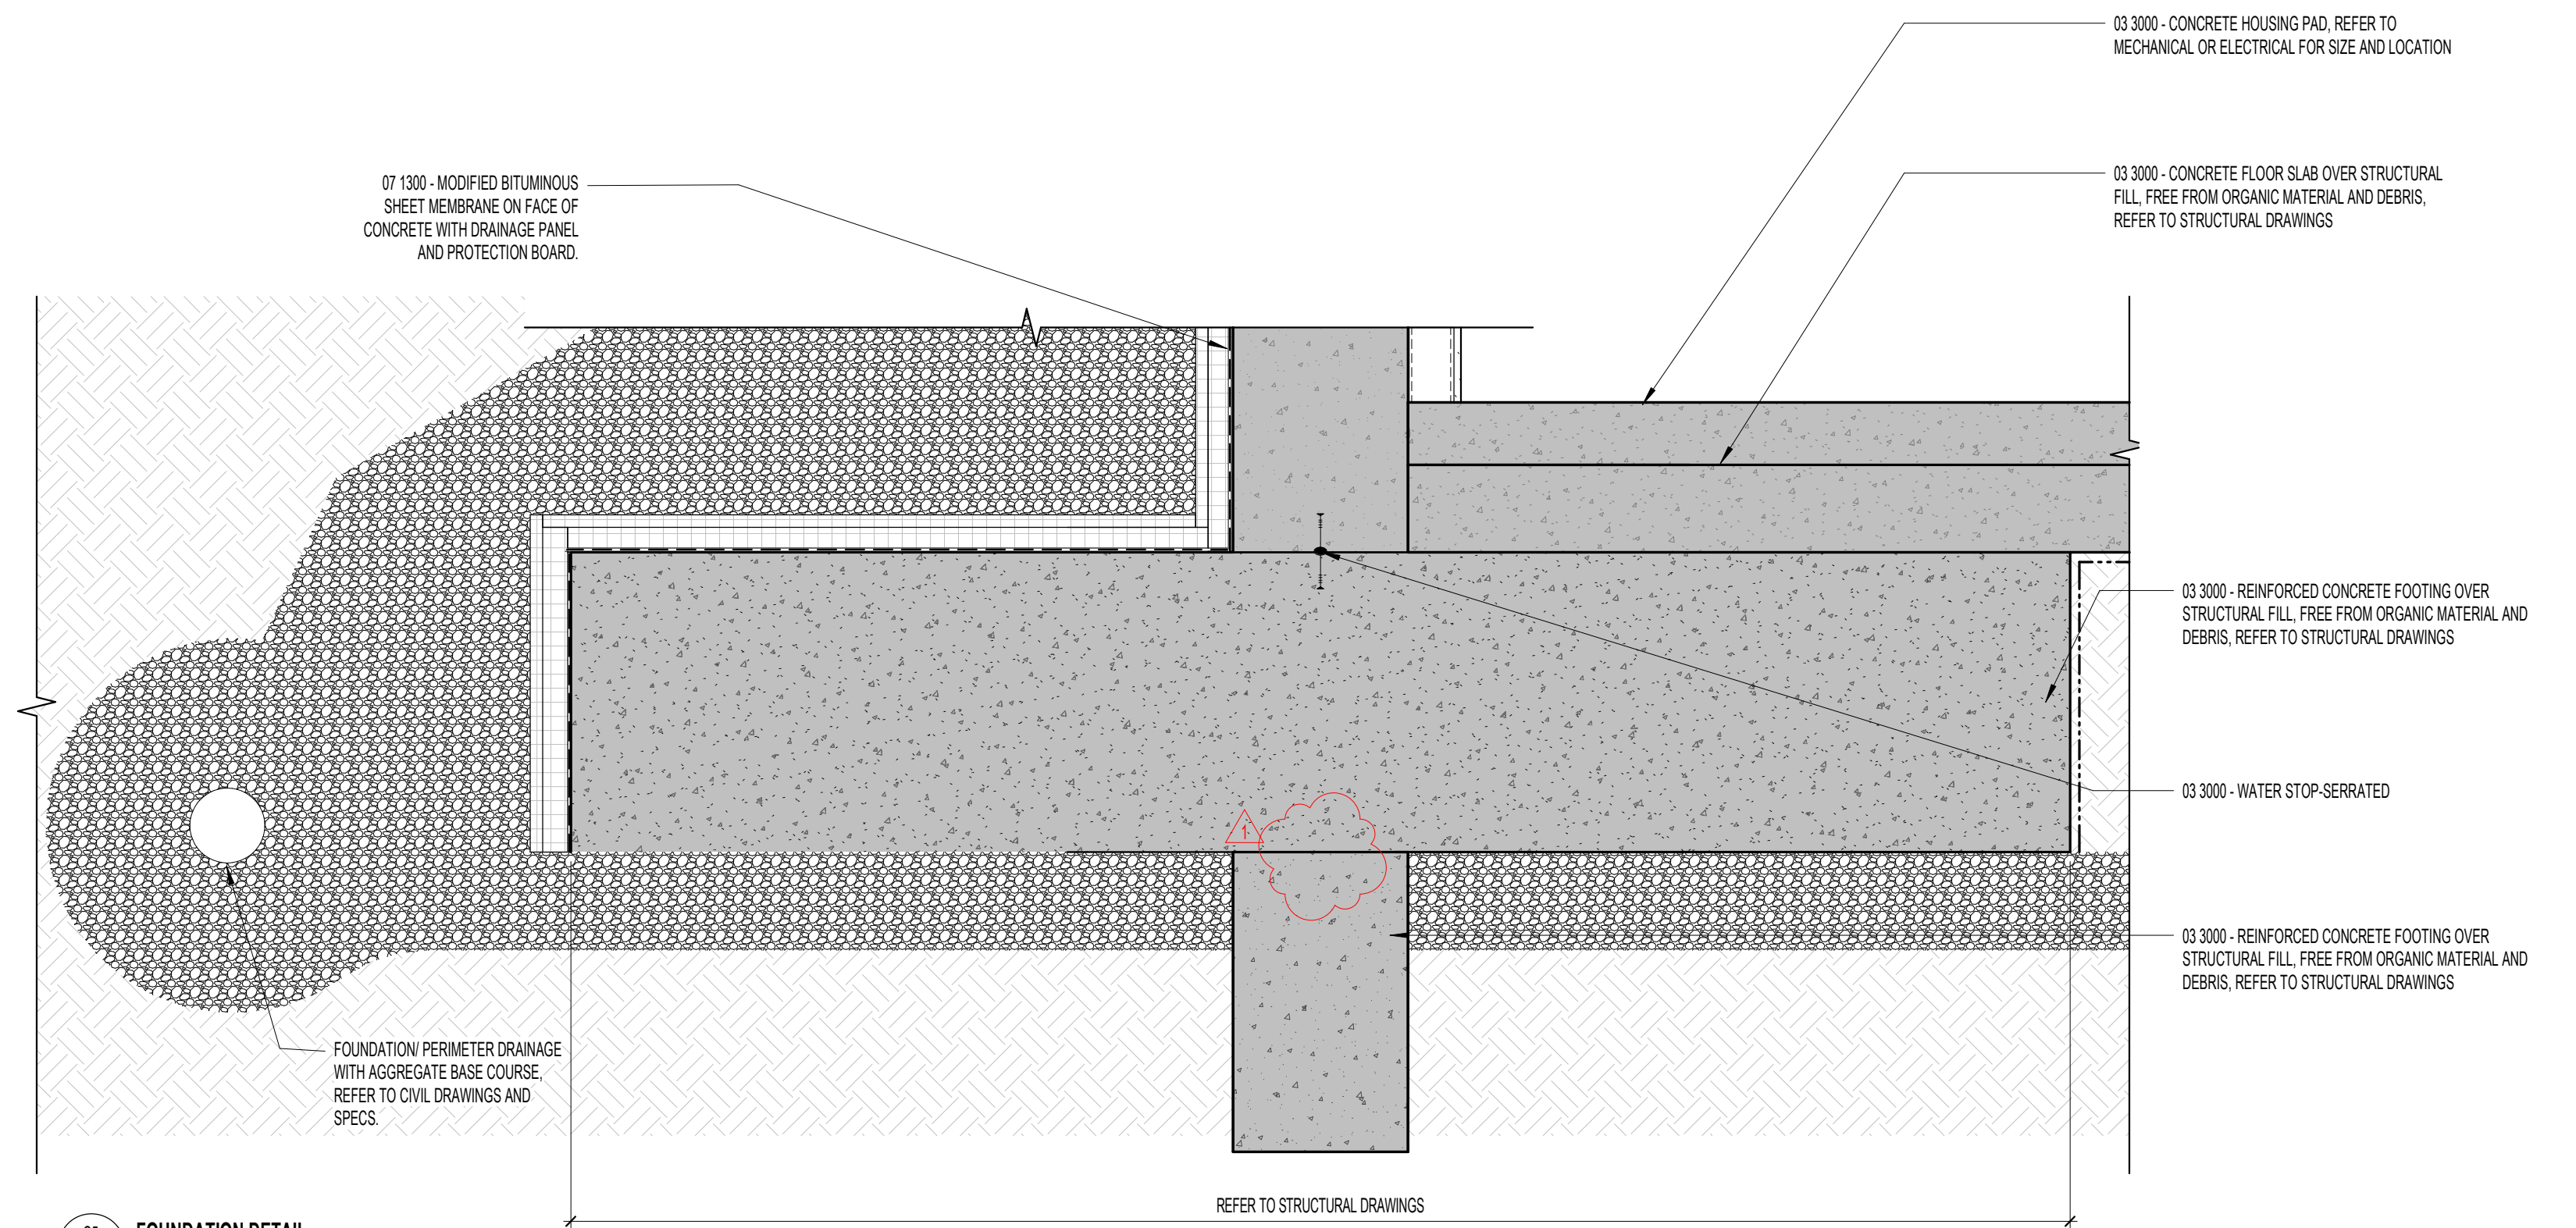 03 3000 - CONCRETE HOUSING PAD, REFER TO
MECHANICAL OR ELECTRICAL FOR SIZE AND LOCATION
07 1300 - MODIFIED BITUMINOUS
SHEET MEMBRANE ON FACE OF
CONCRETE WITH DRAINAGE PANEL
AND PROTECTION BOARD.
03 3000 - CONCRETE FLOOR SLAB OVER STRUCTURAL
FILL, FREE FROM ORGANIC MATERIAL AND DEBRIS,
REFER TO STRUCTURAL DRAWINGS
03 3000 - REINFORCED CONCRETE FOOTING OVER
STRUCTURAL FILL, FREE FROM ORGANIC MATERIAL AND
DEBRIS, REFER TO STRUCTURAL DRAWINGS
03 3000 - WATER STOP-SERRATED
1
03 3000 - REINFORCED CONCRETE FOOTING OVER
STRUCTURAL FILL, FREE FROM ORGANIC MATERIAL AND
DEBRIS, REFER TO STRUCTURAL DRAWINGS
FOUNDATION/ PERIMETER DRAINAGE
WITH AGGREGATE BASE COURSE,
REFER TO CIVIL DRAWINGS AND
SPECS.
REFER TO STRUCTURAL DRAWINGS
FOUNDATION DETAIL